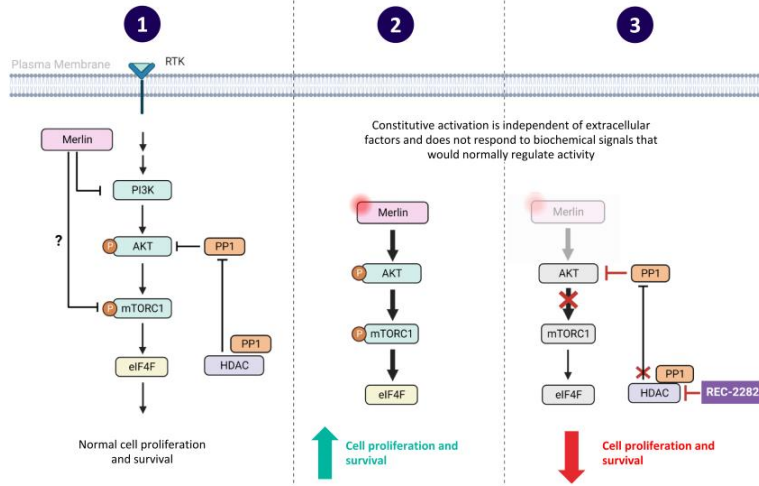 1
2
3
Plasma Membrane
RTK
Merlin
PI3K
?
P
AKT
PP1
P
mTORC1
PP1
eIF4F
HDAC
Normal cell proliferation
and survival
Constitutive activation is independent of extracellular
factors and does not respond to biochemical signals that
would normally regulate activity
Merlin
P
AKT
P
mTORC1
eIF4F
Cell proliferation and
survival
Merlin
AKT
PP1
mTORC1
PP1
eIF4F
HDAC
REC-2282
Cell proliferation and
survival